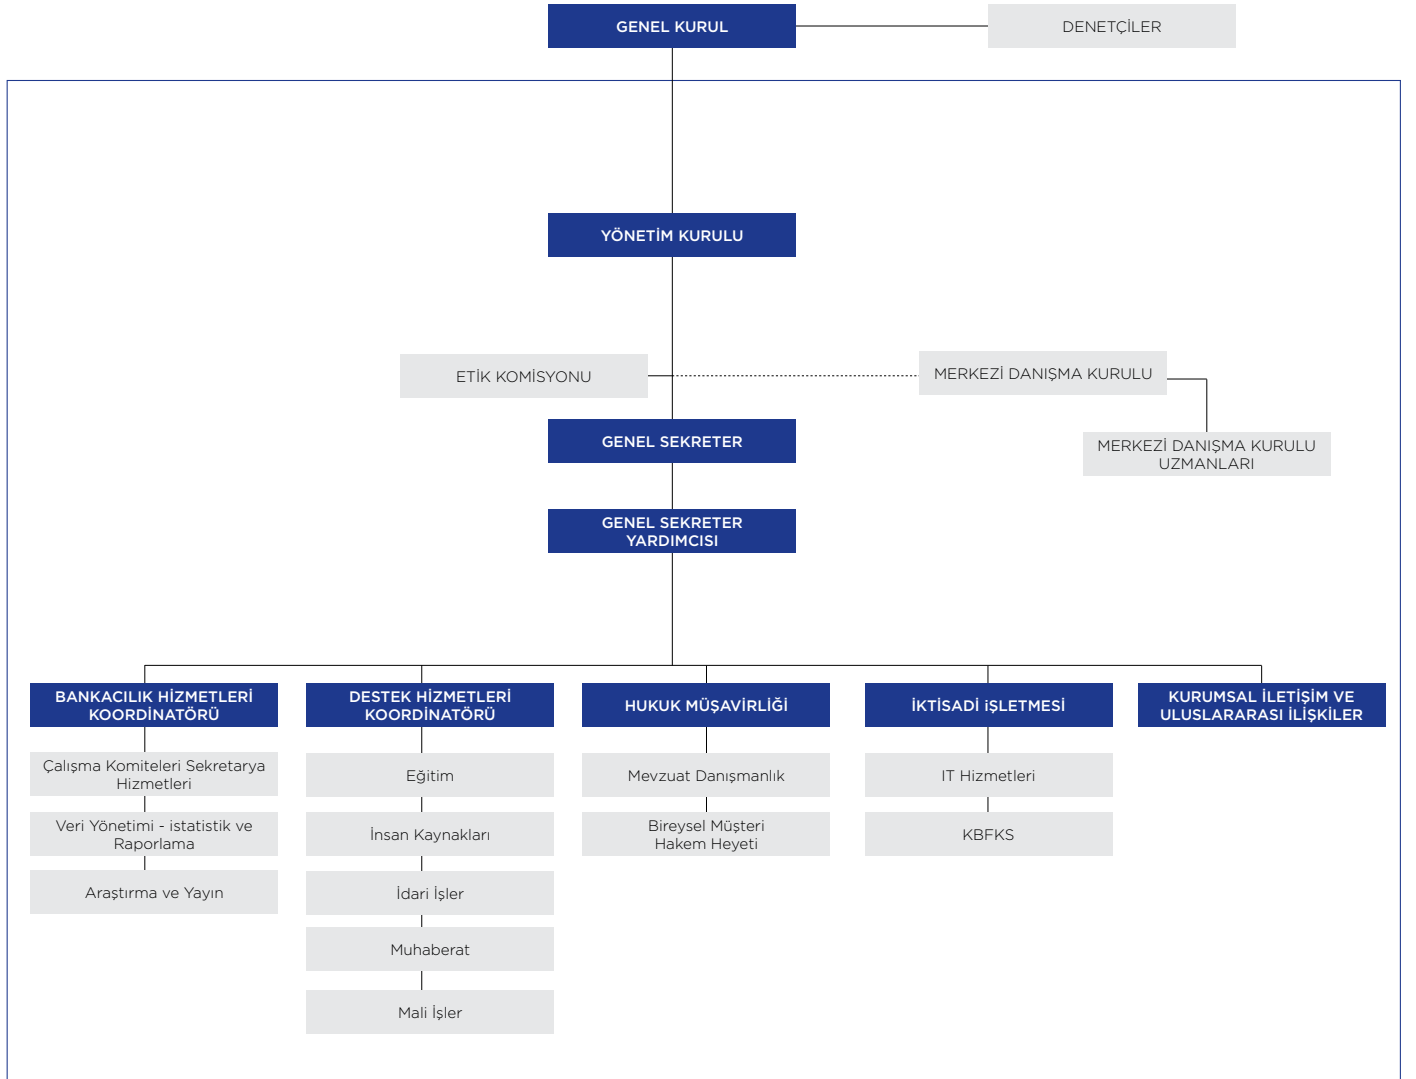 GENEL KURUL
DENETÇİLER
YÖNETİM KURULU
ETİK KOMİSYONU
MERKEZİ DANIŞMA KURULU
GENEL SEKRETER
MERKEZİ DANIŞMA KURULU
UZMANLARI
GENEL SEKRETER
YARDIMCISI
BANKACILIK HİZMETLERİ
KOORDİNATÖRÜ
Çalışma Komiteleri Sekretarya
Hizmetleri
Veri Yönetimi - istatistik ve
Raporlama
Araştırma ve Yayın
DESTEK HİZMETLERİ
KOORDİNATÖRÜ
Eğitim
İnsan Kaynakları
İdari İşler
Muhaberat
Mali İşler
HUKUK MÜŞAVİRLİĞİ
Mevzuat Danışmanlık
Bireysel Müşteri
Hakem Heyeti
İKTİSADİ iŞLETMESİ
IT Hizmetleri
KBFKS
KURUMSAL İLETİŞİM VE
ULUSLARARASI İLİŞKİLER